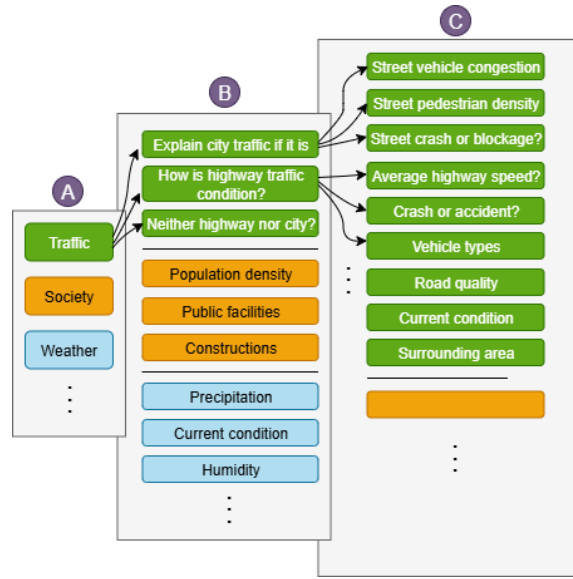 A
Traffic
Society
Weather
B
Explain city traffic if it is
How is highway traffic
condition?
Neither highway nor city?
Population density
Public facilities
Constructions
Precipitation
Current condition
Humidity
C
Street vehicle congestion
Street pedestrian density
Street crash or blockage?
Average highway speed?
Crash or accident?
Vehicle types
Road quality
Current condition
Surrounding area